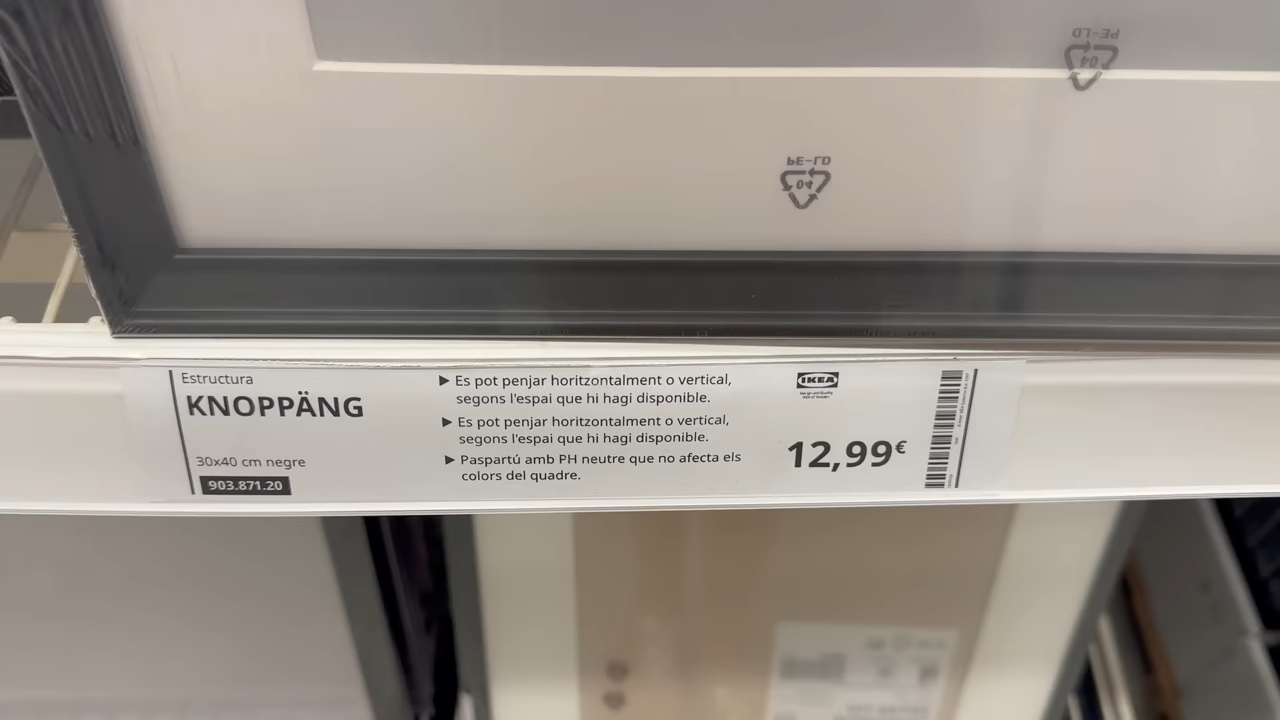 PE-LD
04
PE-LD
04
Estructura
KNOPPÄNG
30x40 cm negre
903.871.20
▶ Es pot penjar horitzontalment o vertical,
segons l'espai que hi hagi disponible.
▶ Es pot penjar horitzontalment o vertical,
segons l'espai que hi hagi disponible.
▶ Paspartú amb PH neutre que no afecta els
colors del quadre.
IKEA
12,99€